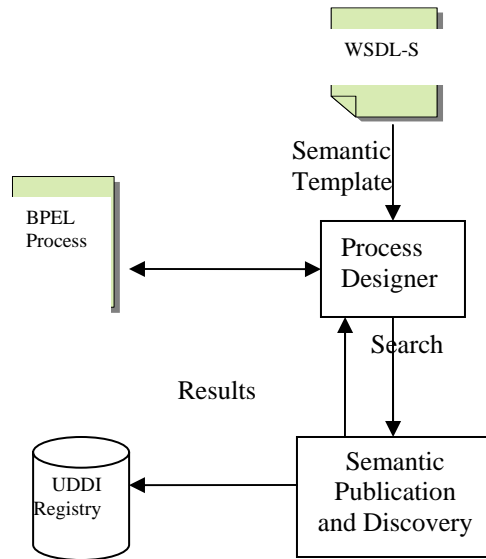 WSDL-S
Semantic
Template
BPEL
Process
Process
Designer
Search
Results
UDDI
Registry
Semantic
Publication
and Discovery